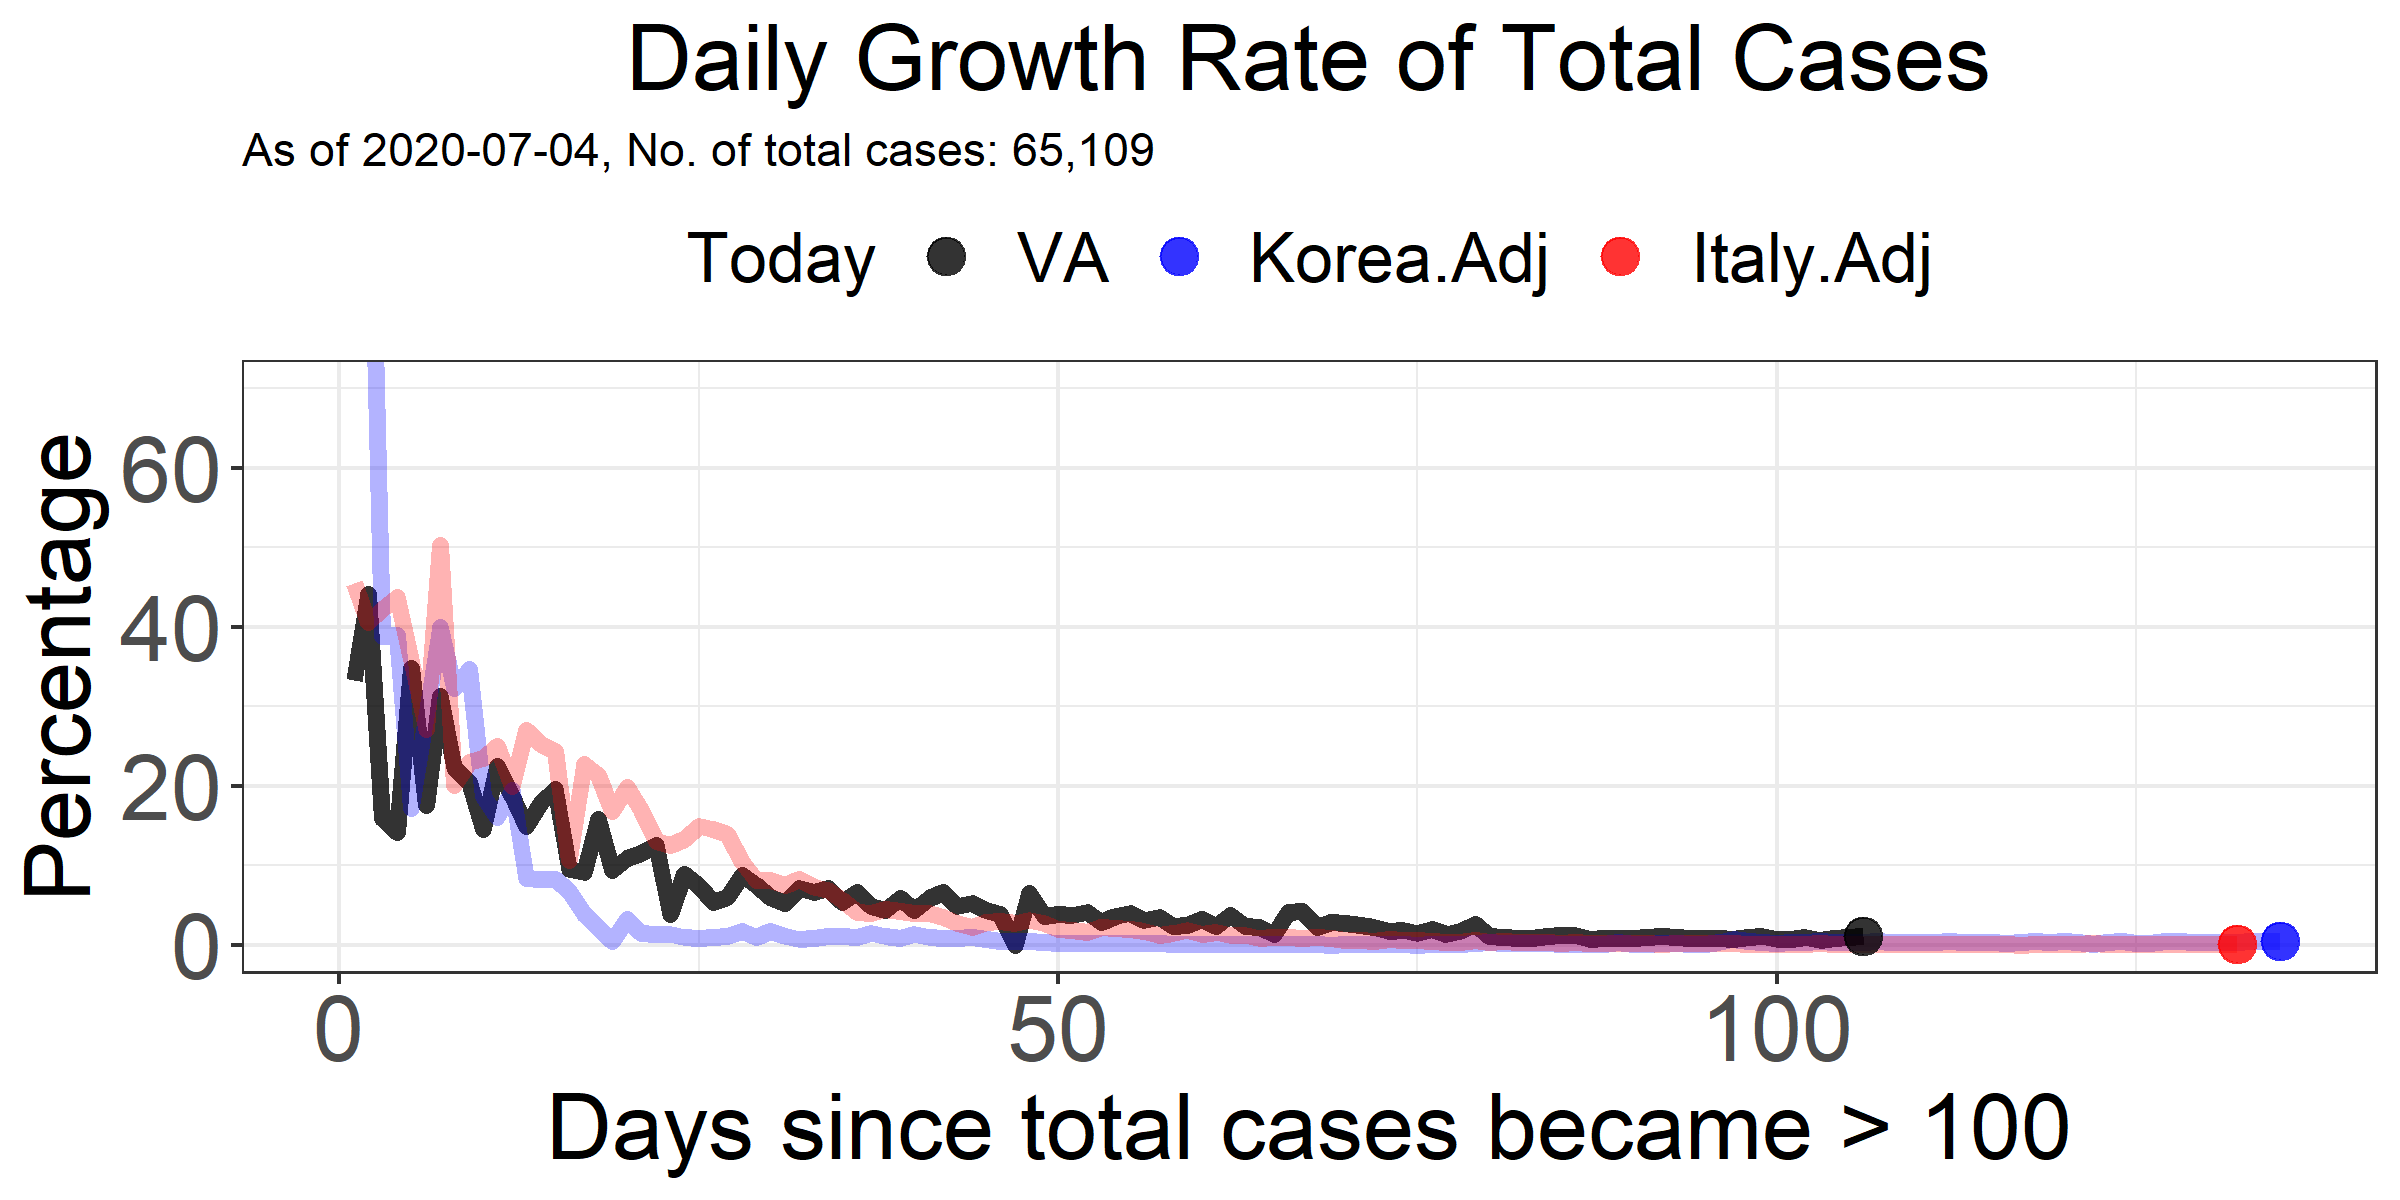 Daily Growth Rate of Total Cases
As of 2020-07-04, No. of total cases: 65,109
Today VA Korea.Adj Italy.Adj
Percentage
60
40
20
0
0 50 100
Days since total cases became > 100